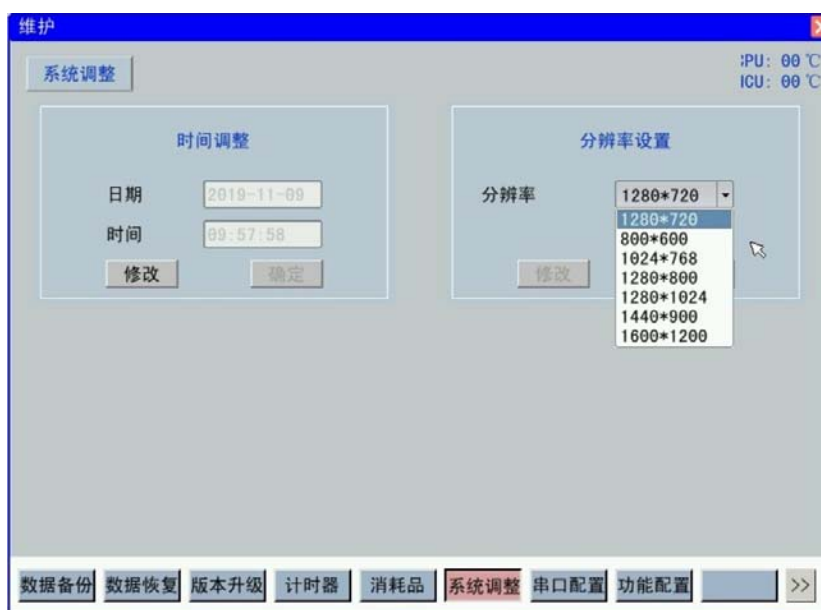 维护
系统调整
:PU: 00 ℃
ICU: 00 ℃
时间调整
日期 2019-11-09
时间 09:57:58
修改 确定
分辨率设置
分辨率 1280*720
1280*720
800*600
1024*768
1280*800
1280*1024
1440*900
1600*1200
修改
数据备份 数据恢复 版本升级 计时器 消耗品 系统调整 串口配置 功能配置 >>